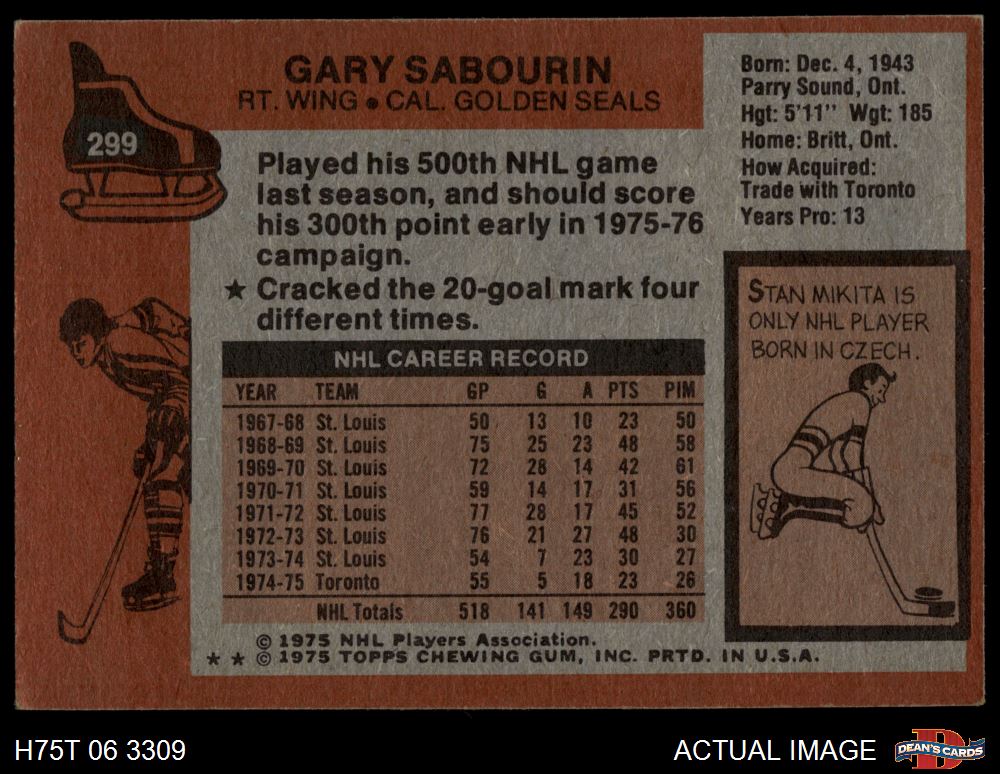 GARY SABOURIN
RT. WING • CAL. GOLDEN SEALS
299
Played his 500th NHL game
last season, and should score
his 300th point early in 1975-76
campaign.
★ Cracked the 20-goal mark four
different times.
Born: Dec. 4, 1943
Parry Sound, Ont.
Hgt: 5'11" Wgt: 185
Home: Britt, Ont.
How Acquired:
Trade with Toronto
Years Pro: 13
STAN MIKITA IS
ONLY NHL PLAYER
BORN IN CZECH.
NHL CAREER RECORD
YEAR TEAM GP G A PTS PIM
1967-68 St. Louis 50 13 10 23 50
1968-69 St. Louis 75 25 23 48 58
1969-70 St. Louis 72 28 14 42 61
1970-71 St. Louis 59 14 17 31 56
1971-72 St. Louis 77 28 17 45 52
1972-73 St. Louis 76 21 27 48 30
1973-74 St. Louis 54 7 23 30 27
1974-75 Toronto 55 5 18 23 26
NHL Totals 518 141 149 290 360
© 1975 NHL Players Association.
★ ★ © 1975 TOPPS CHEWING GUM, INC. PRTD. IN U.S.A.
H75T 06 3309
ACTUAL IMAGE
D
DEAN'S CARDS